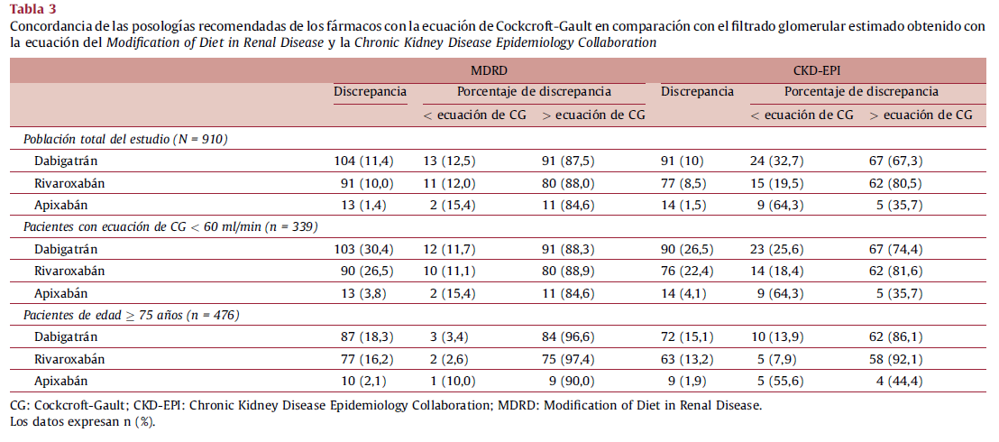 Tabla 3
Concordancia de las posologías recomendadas de los fármacos con la ecuación de Cockcroft-Gault en comparación con el filtrado glomerular estimado obtenido con
la ecuación del Modification of Diet in Renal Disease y la Chronic Kidney Disease Epidemiology Collaboration
MDRD CKD-EPI
Discrepancia Porcentaje de discrepancia Discrepancia Porcentaje de discrepancia
< ecuación de CG > ecuación de CG < ecuación de CG > ecuación de CG
Población total del estudio (N = 910)
Dabigatrán 104 (11,4) 13 (12,5) 91 (87,5) 91 (10) 24 (32,7) 67 (67,3)
Rivaroxabán 91 (10,0) 11 (12,0) 80 (88,0) 77 (8,5) 15 (19,5) 62 (80,5)
Apixabán 13 (1,4) 2 (15,4) 11 (84,6) 14 (1,5) 9 (64,3) 5 (35,7)
Pacientes con ecuación de CG < 60 ml/min (n = 339)
Dabigatrán 103 (30,4) 12 (11,7) 91 (88,3) 90 (26,5) 23 (25,6) 67 (74,4)
Rivaroxabán 90 (26,5) 10 (11,1) 80 (88,9) 76 (22,4) 14 (18,4) 62 (81,6)
Apixabán 13 (3,8) 2 (15,4) 11 (84,6) 14 (4,1) 9 (64,3) 5 (35,7)
Pacientes de edad ≥ 75 años (n = 476)
Dabigatrán 87 (18,3) 3 (3,4) 84 (96,6) 72 (15,1) 10 (13,9) 62 (86,1)
Rivaroxabán 77 (16,2) 2 (2,6) 75 (97,4) 63 (13,2) 5 (7,9) 58 (92,1)
Apixabán 10 (2,1) 1 (10,0) 9 (90,0) 9 (1,9) 5 (55,6) 4 (44,4)
CG: Cockcroft-Gault; CKD-EPI: Chronic Kidney Disease Epidemiology Collaboration; MDRD: Modification of Diet in Renal Disease.
Los datos expresan n (%).